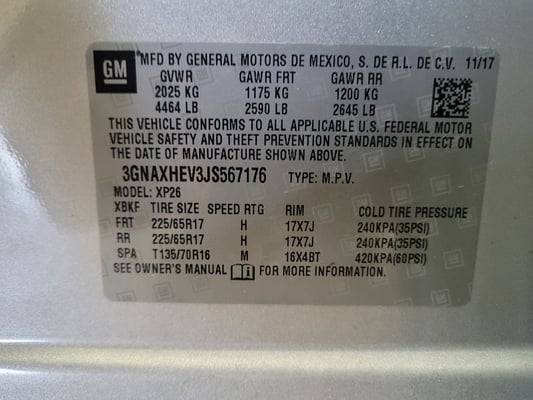 GM
*MFD BY GENERAL MOTORS DE MEXICO, S. DE R.L. DE C.V. 11/17
GVWR GAWR FRT GAWR RR
2025 KG 1175 KG 1200 KG
4464 LB 2590 LB 2645 LB
THIS VEHICLE CONFORMS TO ALL APPLICABLE U.S. FEDERAL MOTOR
VEHICLE SAFETY AND THEFT PREVENTION STANDARDS IN EFFECT ON
THE DATE OF MANUFACTURE SHOWN ABOVE.
3GNAXHEV3JS567176 TYPE: M.P.V.
MODEL: XP26
XBKF TIRE SIZE SPEED RTG RIM COLD TIRE PRESSURE
FRT 225/65R17 H 17X7J 240KPA(35PSI)
RR 225/65R17 H 17X7J 240KPA(35PSI)
SPA T135/70R16 M 16X4BT 420KPA(60PSI)
SEE OWNER'S MANUAL FOR MORE INFORMATION.